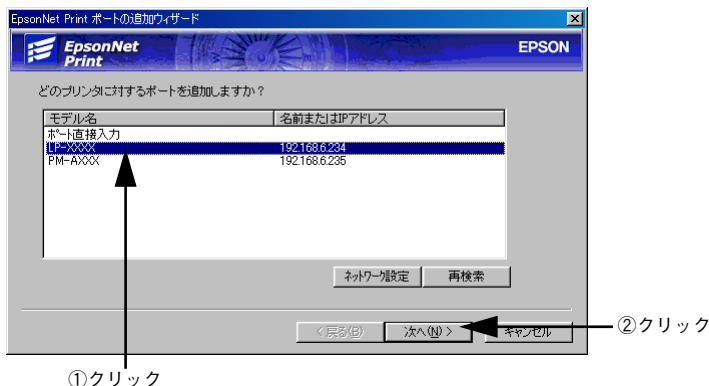 EpsonNet Print ポートの追加ウィザード
EpsonNet
Print
EPSON
どのプリンタに対するポートを追加しますか？
モデル名 名前またはIPアドレス
ポート直接入力
LP-XXXX 192.168.6.234
PM-AXXX 192.168.6.235
ネットワーク設定 再検索
< 戻る(B) 次へ(N) > キャンセル
②クリック
①クリック